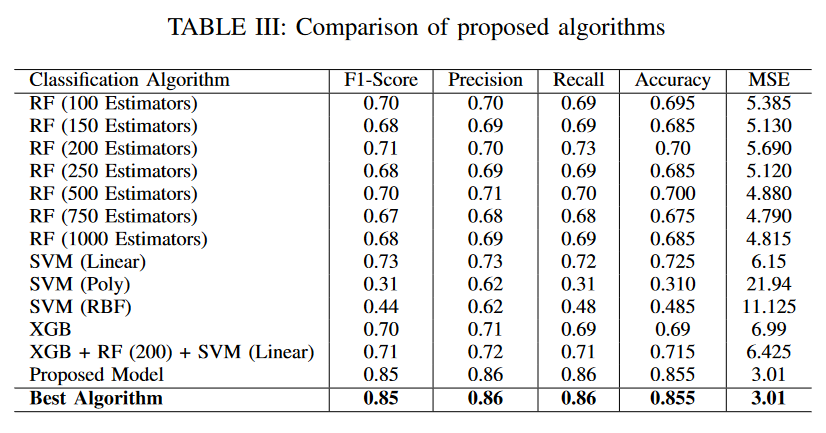 TABLE III: Comparison of proposed algorithms
Classification Algorithm F1-Score Precision Recall Accuracy MSE
RF (100 Estimators) 0.70 0.70 0.69 0.695 5.385
RF (150 Estimators) 0.68 0.69 0.69 0.685 5.130
RF (200 Estimators) 0.71 0.70 0.73 0.70 5.690
RF (250 Estimators) 0.68 0.69 0.69 0.685 5.120
RF (500 Estimators) 0.70 0.71 0.70 0.700 4.880
RF (750 Estimators) 0.67 0.68 0.68 0.675 4.790
RF (1000 Estimators) 0.68 0.69 0.69 0.685 4.815
SVM (Linear) 0.73 0.73 0.72 0.725 6.15
SVM (Poly) 0.31 0.62 0.31 0.310 21.94
SVM (RBF) 0.44 0.62 0.48 0.485 11.125
XGB 0.70 0.71 0.69 0.69 6.99
XGB + RF (200) + SVM (Linear) 0.71 0.72 0.71 0.715 6.425
Proposed Model 0.85 0.86 0.86 0.855 3.01
Best Algorithm 0.85 0.86 0.86 0.855 3.01